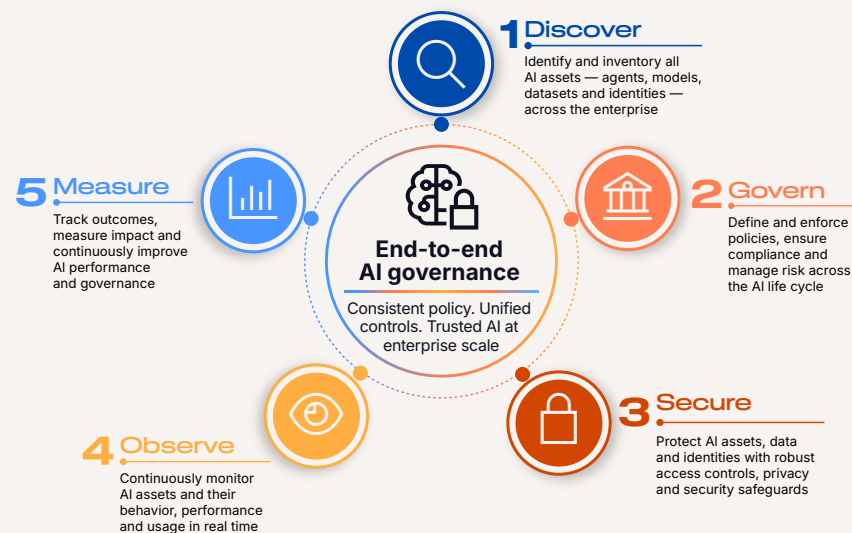 1 Discover
Identify and inventory all
AI assets — agents, models,
datasets and identities —
across the enterprise
2 Govern
Define and enforce
policies, ensure
compliance and
manage risk across
the AI life cycle
3 Secure
Protect AI assets, data
and identities with robust
access controls, privacy
and security safeguards
4 Observe
Continuously monitor
AI assets and their
behavior, performance
and usage in real time
5 Measure
Track outcomes,
measure impact and
continuously improve
AI performance
and governance
End-to-end
AI governance
Consistent policy. Unified
controls. Trusted AI at
enterprise scale